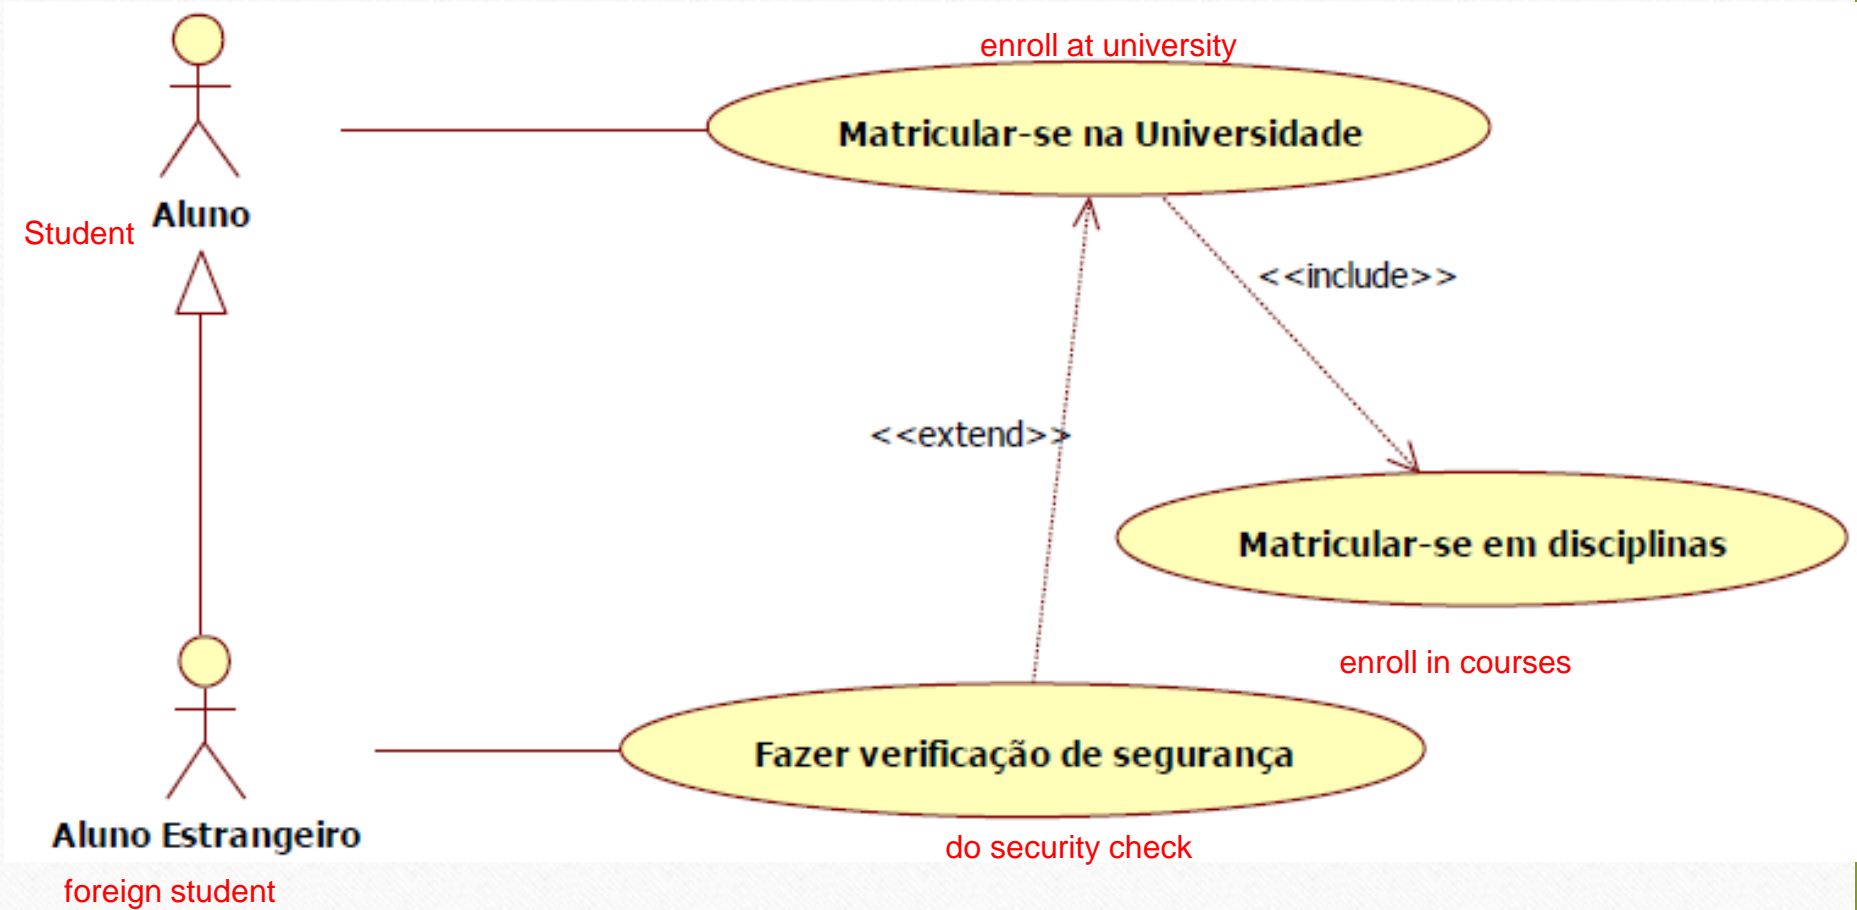 enroll at university
Matricular-se na Universidade
Aluno
Student
<<include>>
<<extend>>
Matricular-se em disciplinas
enroll in courses
Fazer verificação de segurança
Aluno Estrangeiro
do security check
foreign student